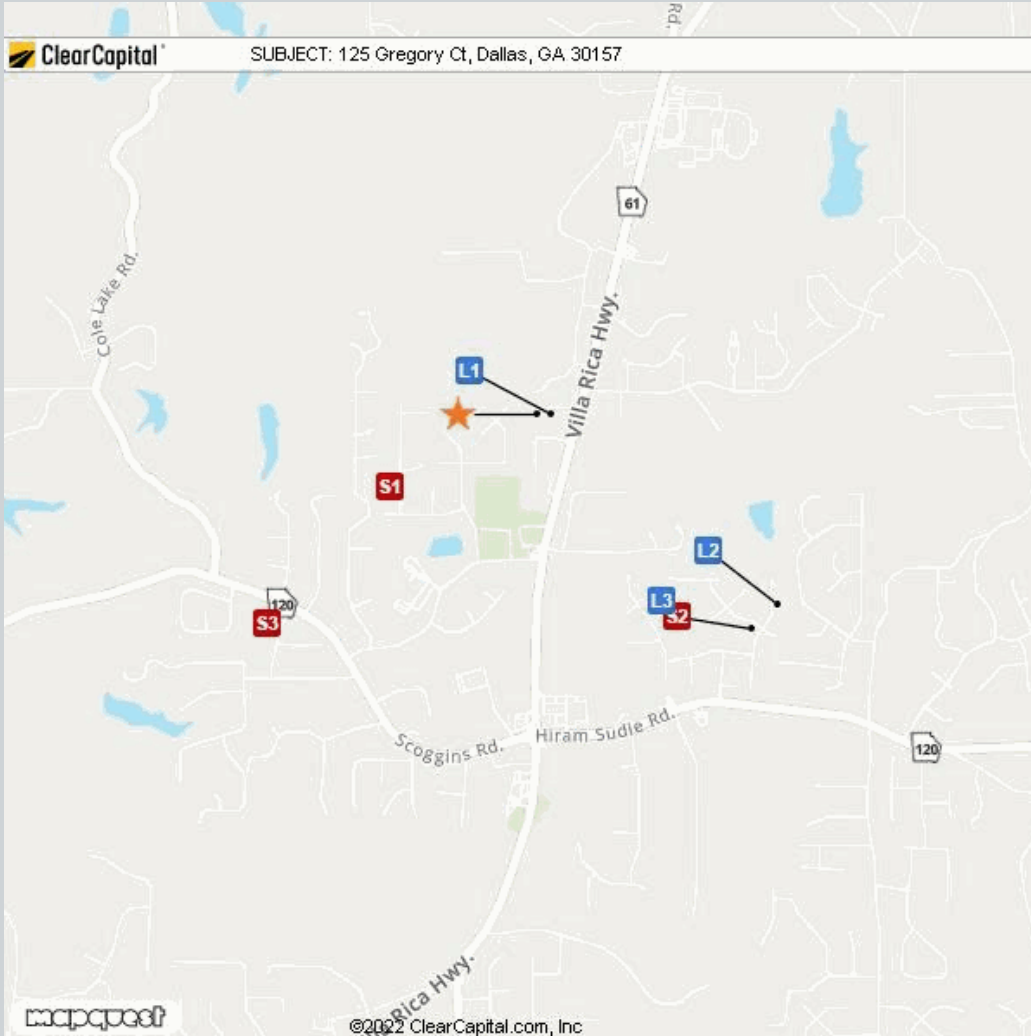 Rd.
ClearCapital
SUBJECT: 125 Gregory Ct, Dallas, GA 30157
61
Cole Lake Rd.
Villa Rica Hwy.
L1
S1
L2
L3
S2
120
S3
Scoggins Rd.
Hiram Sudie Rd.
120
Rica Hwy.
mapquest
©2022 ClearCapital.com, Inc